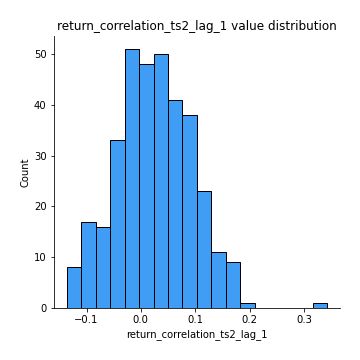 return_correlation_ts2_lag_1 value distribution
50
40
30
20
10
0
Count
−0.1 0.0 0.1 0.2 0.3
return_correlation_ts2_lag_1